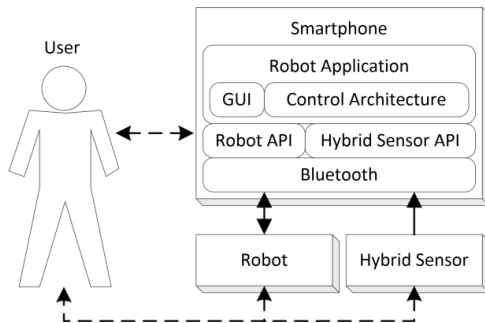 User
Smartphone
Robot Application
GUI
Control Architecture
Robot API
Hybrid Sensor API
Bluetooth
Robot
Hybrid Sensor